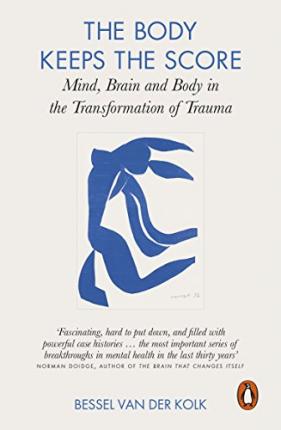 THE BODY
KEEPS THE SCORE
Mind, Brain and Body in
the Transformation of Trauma
‘Fascinating, hard to put down, and filled with
powerful case histories … the most important series of
breakthroughs in mental health in the last thirty years’
NORMAN DOIDGE, AUTHOR OF THE BRAIN THAT CHANGES ITSELF
BESSEL VAN DER KOLK